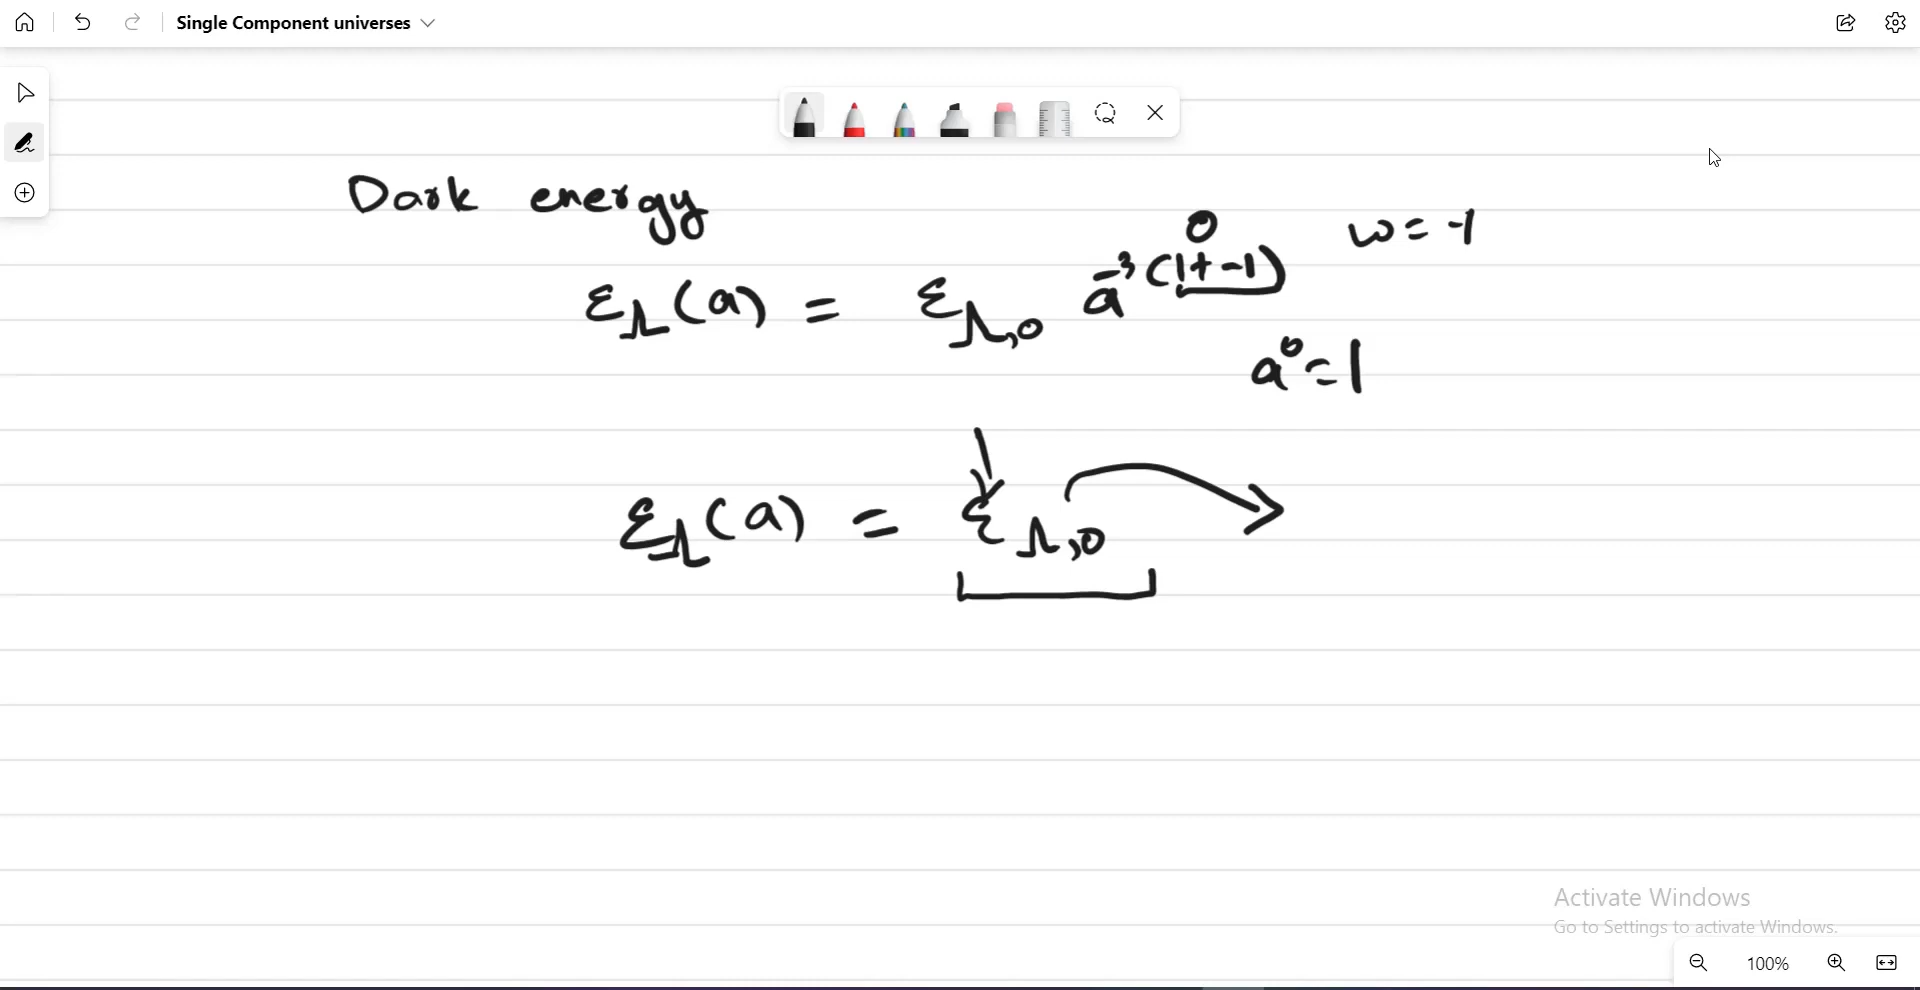 Single Component universes
Dark energy
w = -1
0
ε_Λ(a) = ε_Λ,0 a^-3(1+-1)
a^0 = 1
ε_Λ(a) = ε_Λ,0
Activate Windows
Go to Settings to activate Windows.
100%